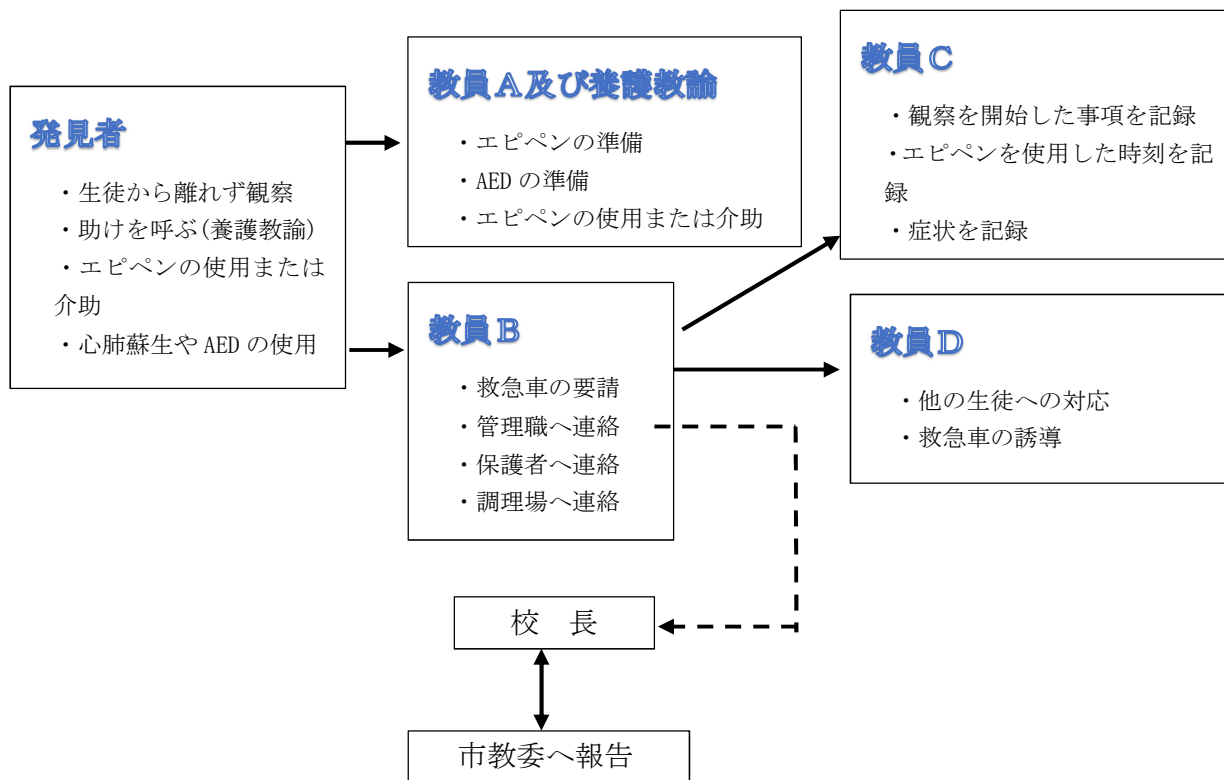 発見者
・生徒から離れず観察
・助けを呼ぶ(養護教諭)
・エピペンの使用または
介助
・心肺蘇生や AED の使用
教員A及び養護教諭
・エピペンの準備
・AED の準備
・エピペンの使用または介助
教員B
・救急車の要請
・管理職へ連絡
・保護者へ連絡
・調理場へ連絡
教員C
・観察を開始した事項を記録
・エピペンを使用した時刻を記
録
・症状を記録
教員D
・他の生徒への対応
・救急車の誘導
校　長
市教委へ報告